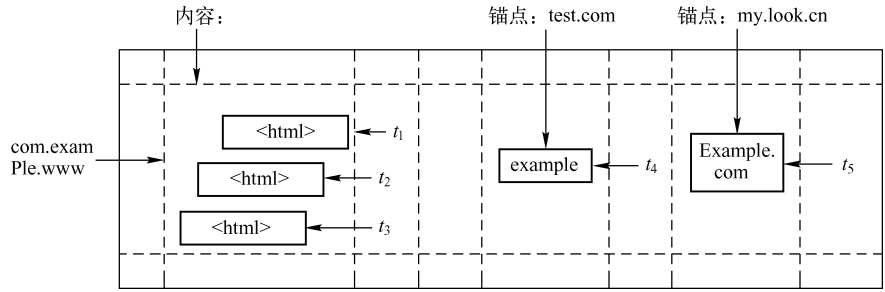 内容：
锚点：test.com
锚点：my.look.cn
<html>
t1
com.exam
Ple.www
<html>
t2
<html>
t3
example
t4
Example.
com
t5